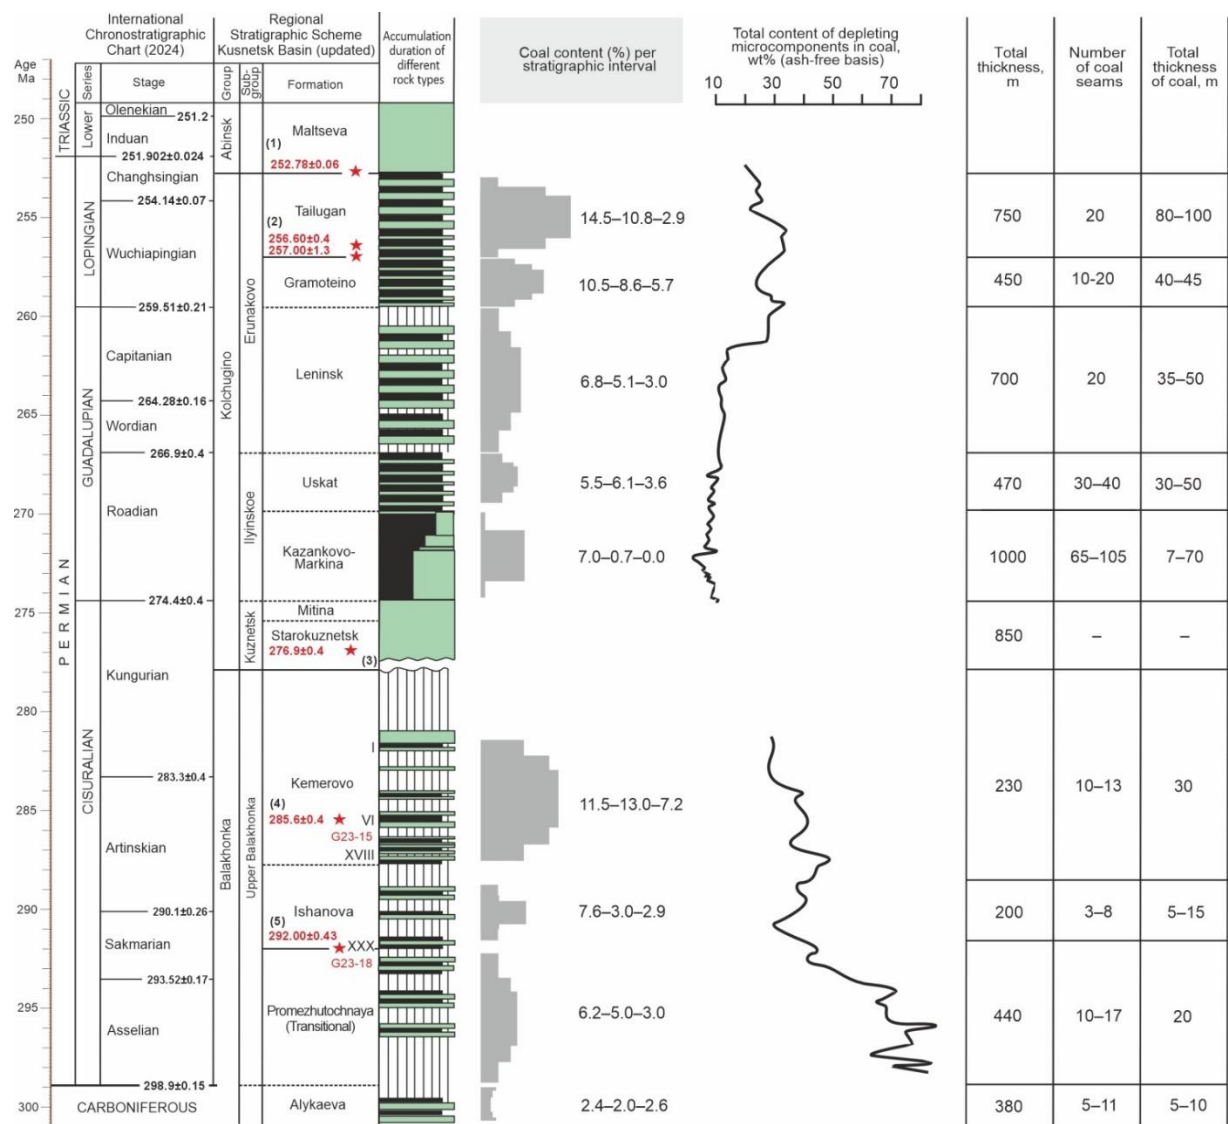 International
Chronostratigraphic
Chart (2024)
Regional
Stratigraphic Scheme
Kusnetsk Basin (updated)
Accumulation
duration of
different
rock types
Coal content (%) per
stratigraphic interval
Total content of depleting
microcomponents in coal,
wt% (ash-free basis)
10 30 50 70
Total
thickness,
m
Number
of coal
seams
Total
thickness
of coal, m
Age
Ma
Series
Stage
Group
Sub-
group
Formation
250
255
260
265
270
275
280
285
290
295
300
TRIASSIC
PERMIAN
Lower
LOPINGIAN
GUADALUPIAN
CISURALIAN
CARBONIFEROUS
Olenekian
251.2
Induan
251.902±0.024
Changhsingian
254.14±0.07
Wuchiapingian
259.51±0.21
Capitanian
264.28±0.16
Wordian
266.9±0.4
Roadian
274.4±0.4
Kungurian
283.3±0.4
Artinskian
290.1±0.26
Sakmarian
293.52±0.17
Asselian
298.9±0.15
Abinsk
Kolchugino
Balakhonka
Erunakovo
Ilyinskoe
Kuznetsk
Upper Balakhonka
Maltseva
(1)
252.78±0.06
Tailugan
(2)
256.60±0.4
257.00±1.3
Gramoteino
Leninsk
Uskat
Kazankovo-
Markina
Mitina
Starokuznetsk
276.9±0.4
(3)
I
Kemerovo
(4)
285.6±0.4
VI
G23-15
XVIII
Ishanova
(5)
292.00±0.43
XXX
G23-18
Promezhutochnaya
(Transitional)
Alykaeva
14.5–10.8–2.9
750 20 80–100
10.5–8.6–5.7
450 10-20 40–45
6.8–5.1–3.0
700 20 35–50
5.5–6.1–3.6
470 30–40 30–50
7.0–0.7–0.0
1000 65–105 7–70
850 – –
11.5–13.0–7.2
230 10–13 30
7.6–3.0–2.9
200 3–8 5–15
6.2–5.0–3.0
440 10–17 20
2.4–2.0–2.6
380 5–11 5–10